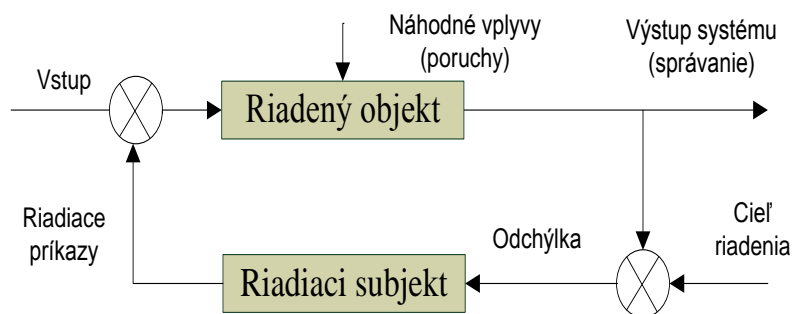 Náhodné vplyvy
(poruchy)
Výstup systému
(správanie)
Vstup
Riadený objekt
Riadiace
príkazy
Odchýlka
Cieľ
riadenia
Riadiaci subjekt